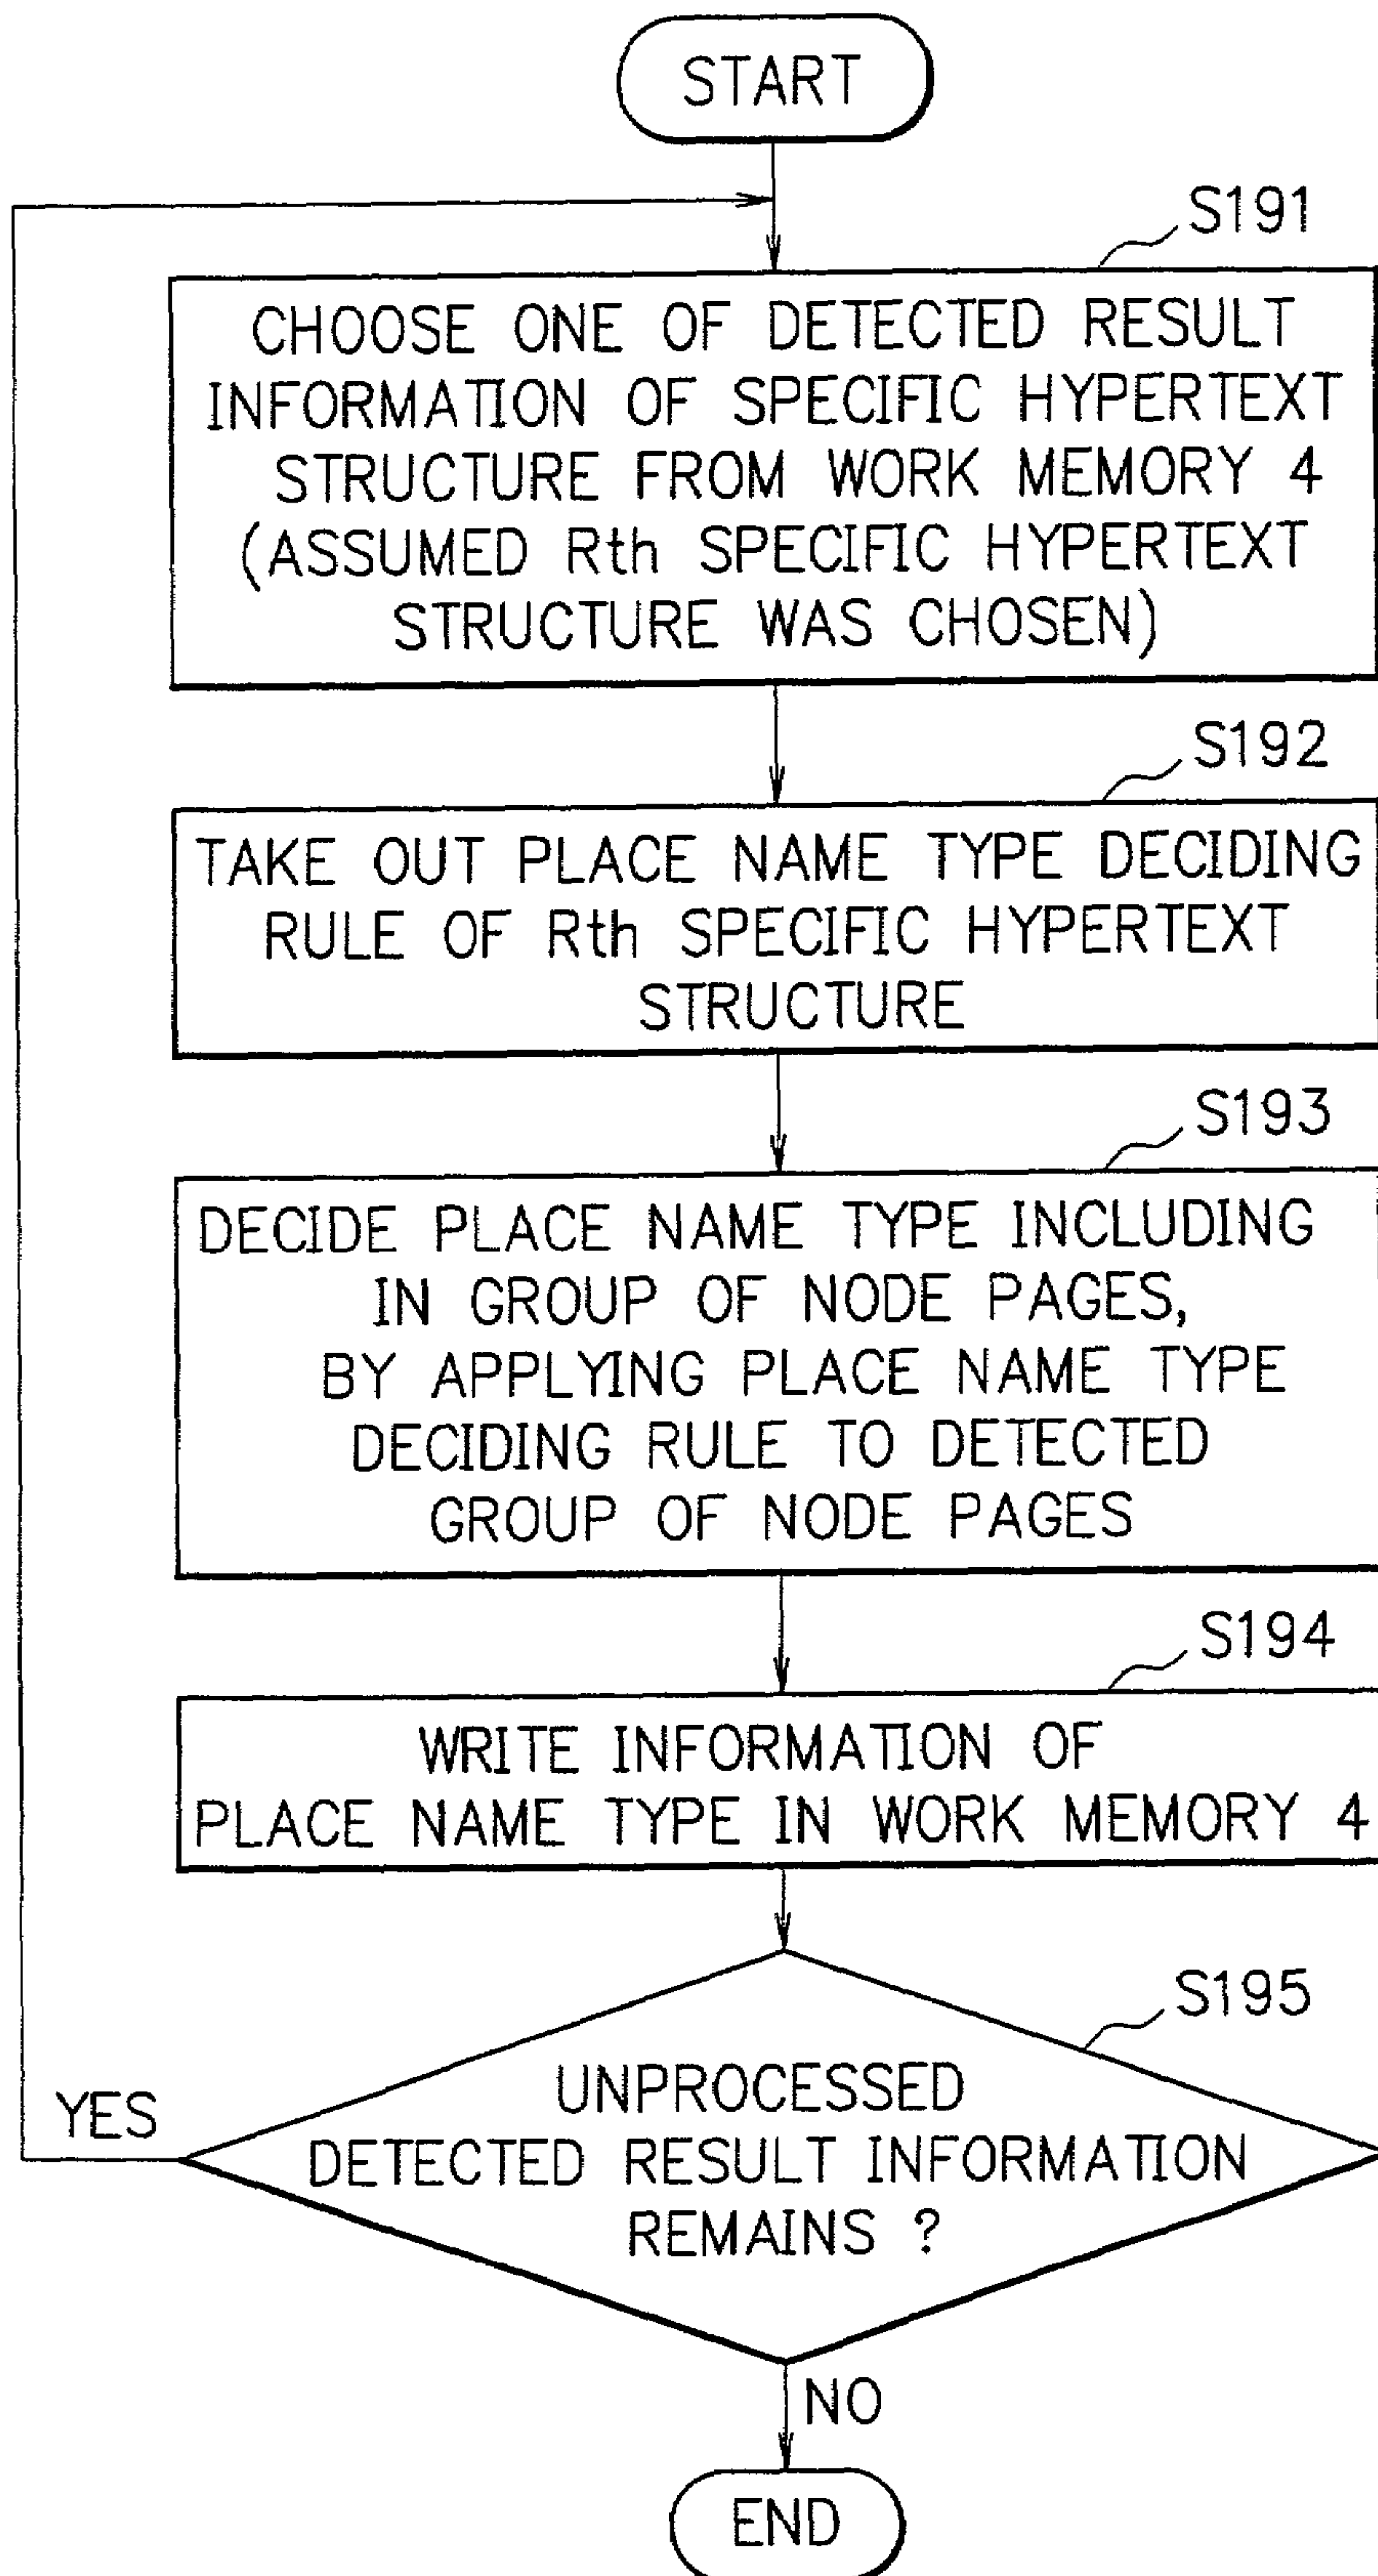 START
S191
CHOOSE ONE OF DETECTED RESULT
INFORMATION OF SPECIFIC HYPERTEXT
STRUCTURE FROM WORK MEMORY 4
(ASSUMED Rth SPECIFIC HYPERTEXT
STRUCTURE WAS CHOSEN)
S192
TAKE OUT PLACE NAME TYPE DECIDING
RULE OF Rth SPECIFIC HYPERTEXT
STRUCTURE
S193
DECIDE PLACE NAME TYPE INCLUDING
IN GROUP OF NODE PAGES,
BY APPLYING PLACE NAME TYPE
DECIDING RULE TO DETECTED
GROUP OF NODE PAGES
S194
WRITE INFORMATION OF
PLACE NAME TYPE IN WORK MEMORY 4
S195
UNPROCESSED
DETECTED RESULT INFORMATION
REMAINS ?
YES
NO
END